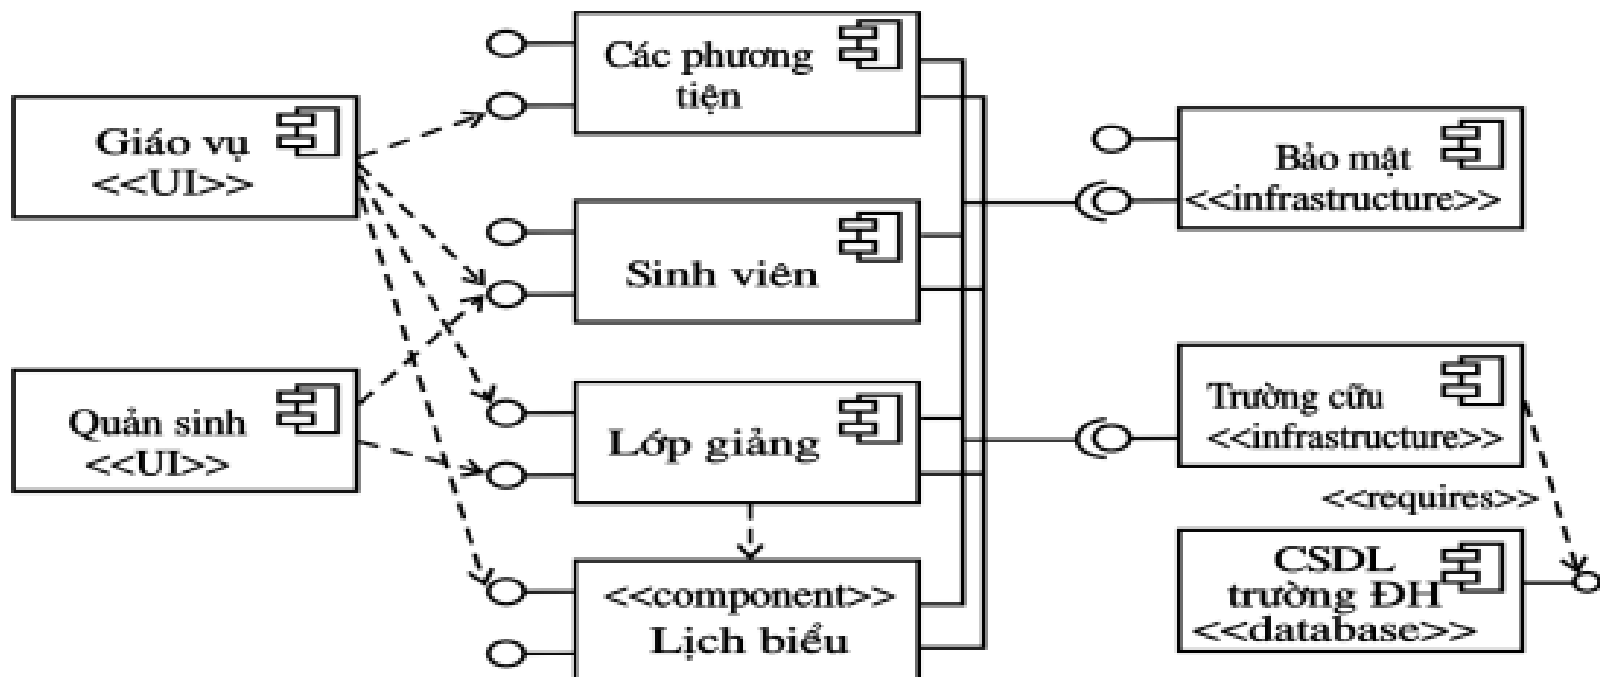 Các phương
tiện
Giáo vụ
<<UI>>
Bảo mật
<<infrastructure>>
Sinh viên
Quản sinh
<<UI>>
Trường cữu
<<infrastructure>>
Lớp giảng
<<requires>>
<<component>>
Lịch biểu
CSDL
trường ĐH
<<database>>